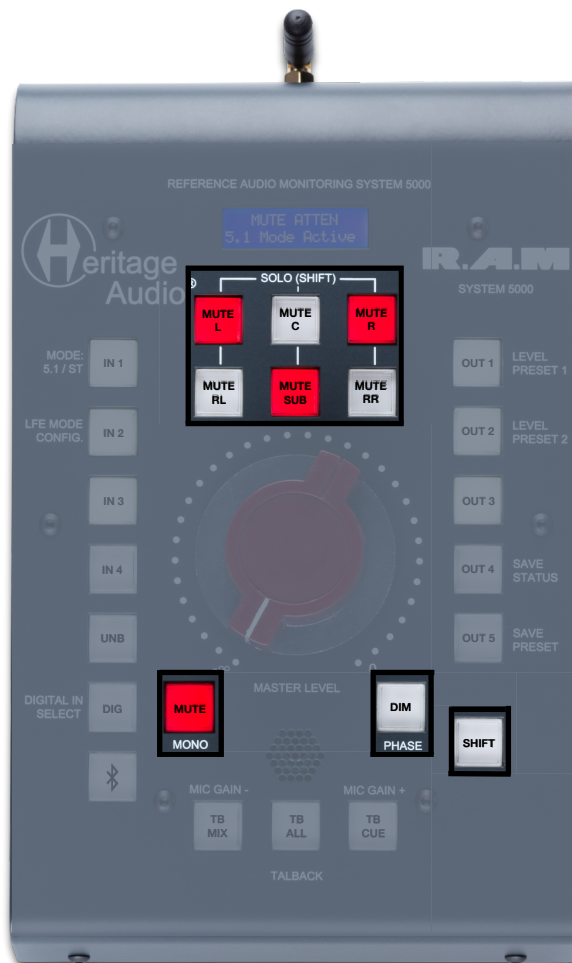 REFERENCE AUDIO MONITORING SYSTEM 5000
MUTE ATTEN
5.1 Mode Active
Heritage
Audio®
R.A.M
SYSTEM 5000
SOLO (SHIFT)
MUTE
L
MUTE
C
MUTE
R
MUTE
RL
MUTE
SUB
MUTE
RR
MODE:
5.1 / ST
IN 1
LFE MODE
CONFIG.
IN 2
IN 3
IN 4
UNB
DIGITAL IN
SELECT
DIG
OUT 1
LEVEL
PRESET 1
OUT 2
LEVEL
PRESET 2
OUT 3
OUT 4
SAVE
STATUS
OUT 5
SAVE
PRESET
-∞
0
MASTER LEVEL
MUTE
MONO
DIM
PHASE
SHIFT
MIC GAIN -
MIC GAIN +
TB
MIX
TB
ALL
TB
CUE
TALBACK